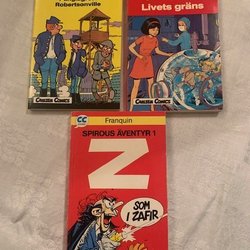 Robertsonville
CARLSEN COMICS
Livets gräns
CARLSEN COMICS
CC
Franquin
SPIROUS ÄVENTYR 1
Z
SOM
I ZAFIR